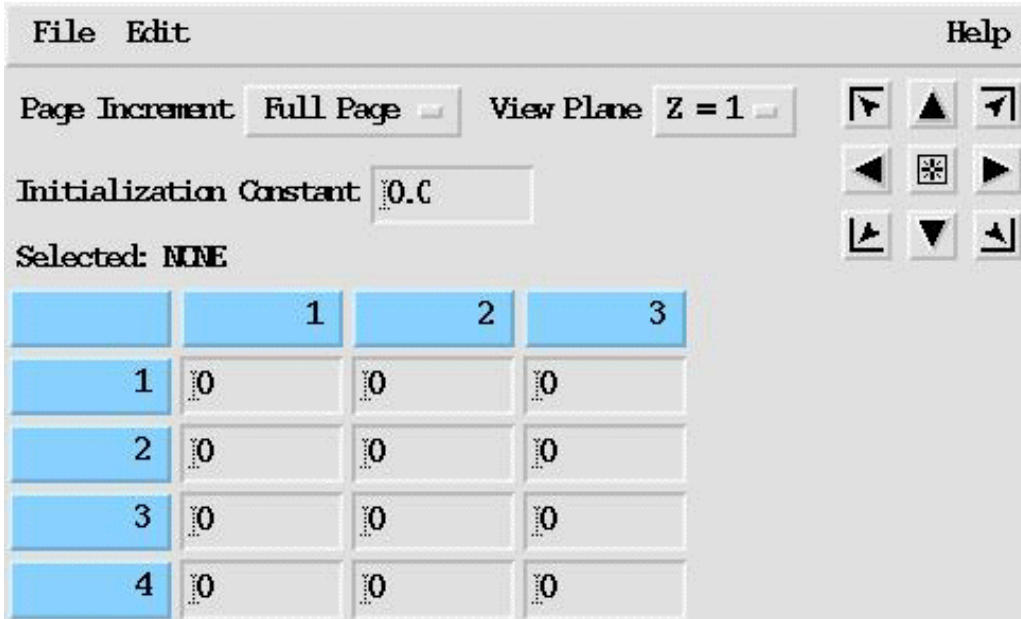 File Edit Help
Page Increment Full Page View Plane Z = 1
Initialization Constant 0.0
Selected: NONE
1 2 3
1 0 0 0
2 0 0 0
3 0 0 0
4 0 0 0